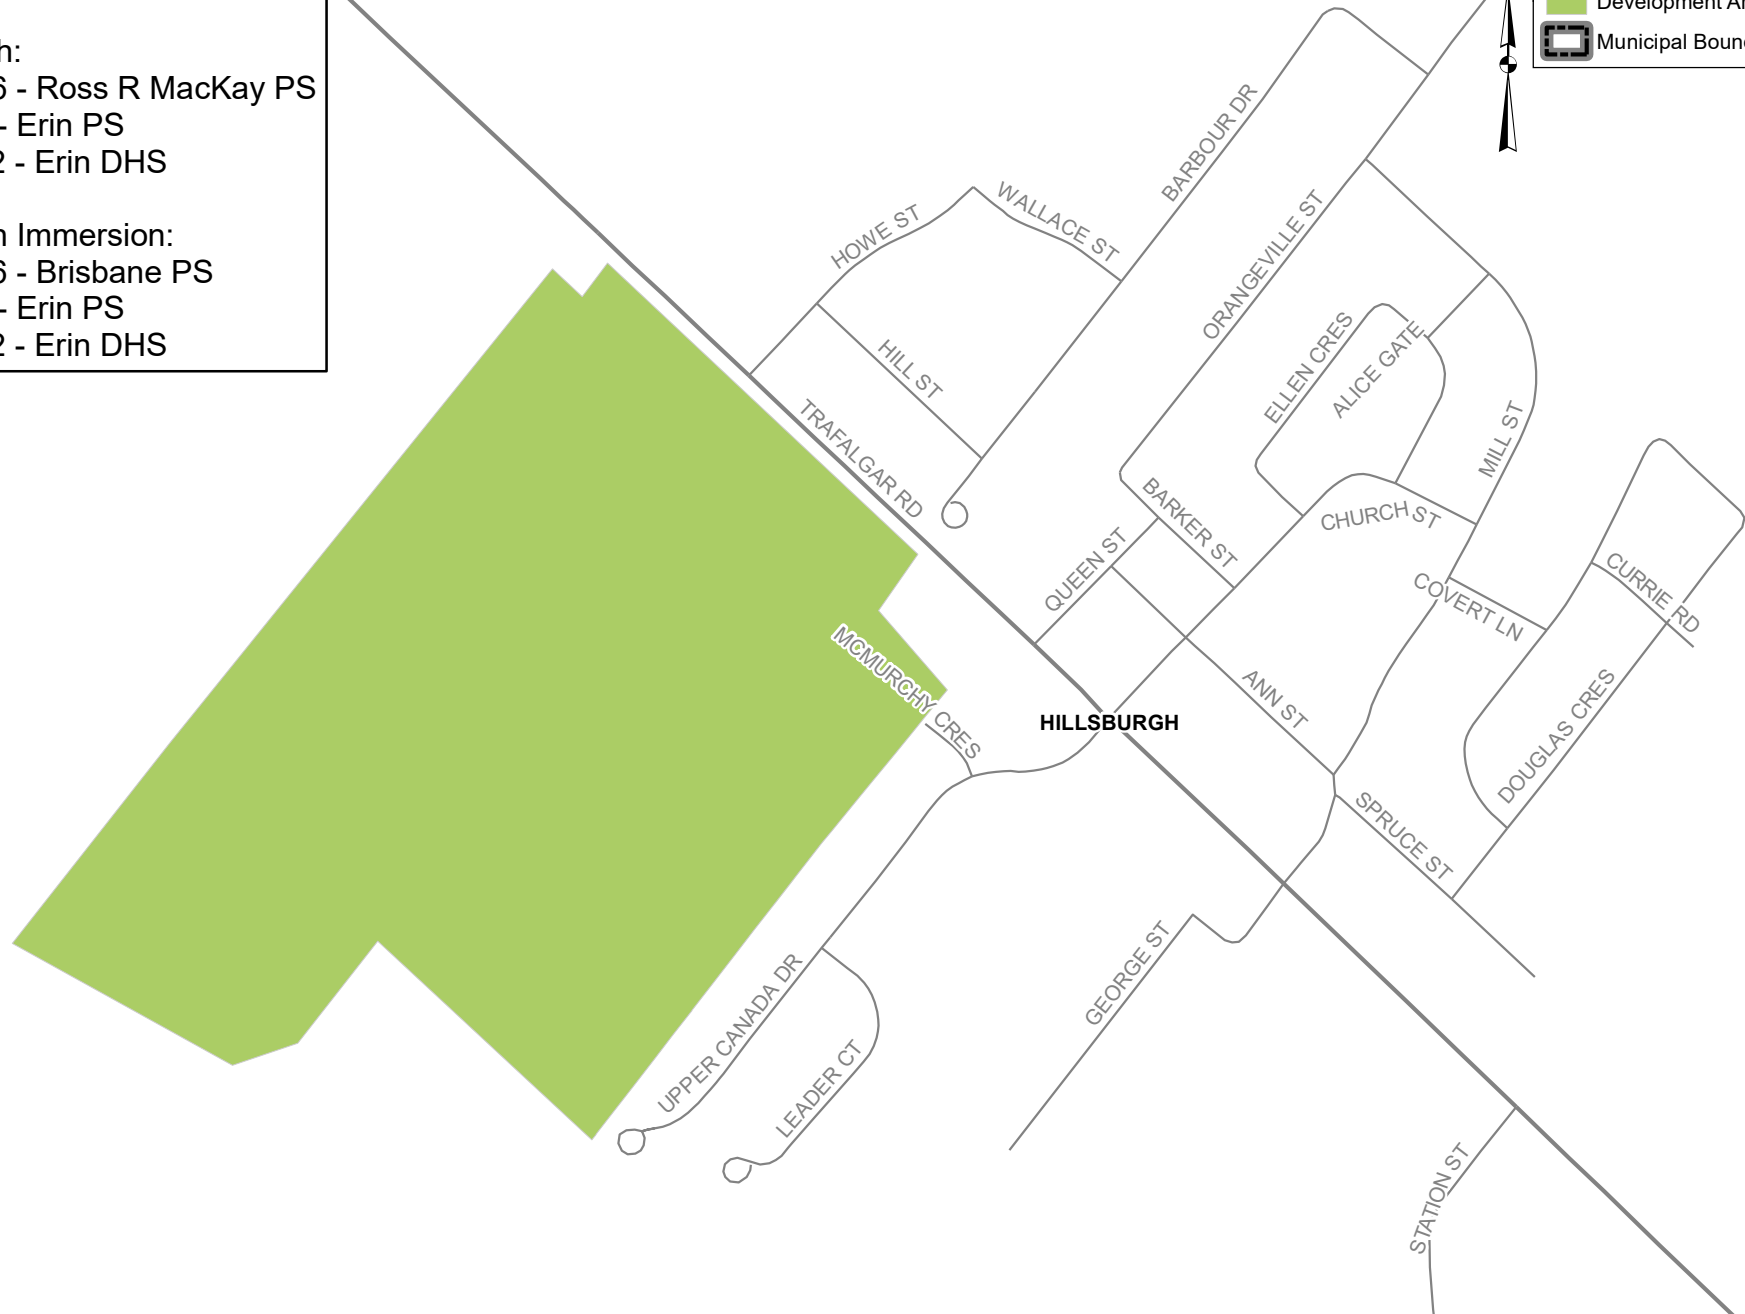 h:
6 - Ross R MacKay PS
- Erin PS
2 - Erin DHS
n Immersion:
6 - Brisbane PS
- Erin PS
2 - Erin DHS
Development Ar
Municipal Boun
BARBOUR DR
WALLACE ST
HOWE ST
ORANGEVILLE ST
HILL ST
ELLEN CRES
ALICE GATE
TRAFALGAR RD
MILL ST
BARKER ST
CHURCH ST
QUEEN ST
COVERT LN
CURRIE RD
MCMURCHY CRES
ANN ST
DOUGLAS CRES
HILLSBURGH
SPRUCE ST
GEORGE ST
UPPER CANADA DR
LEADER CT
STATION ST